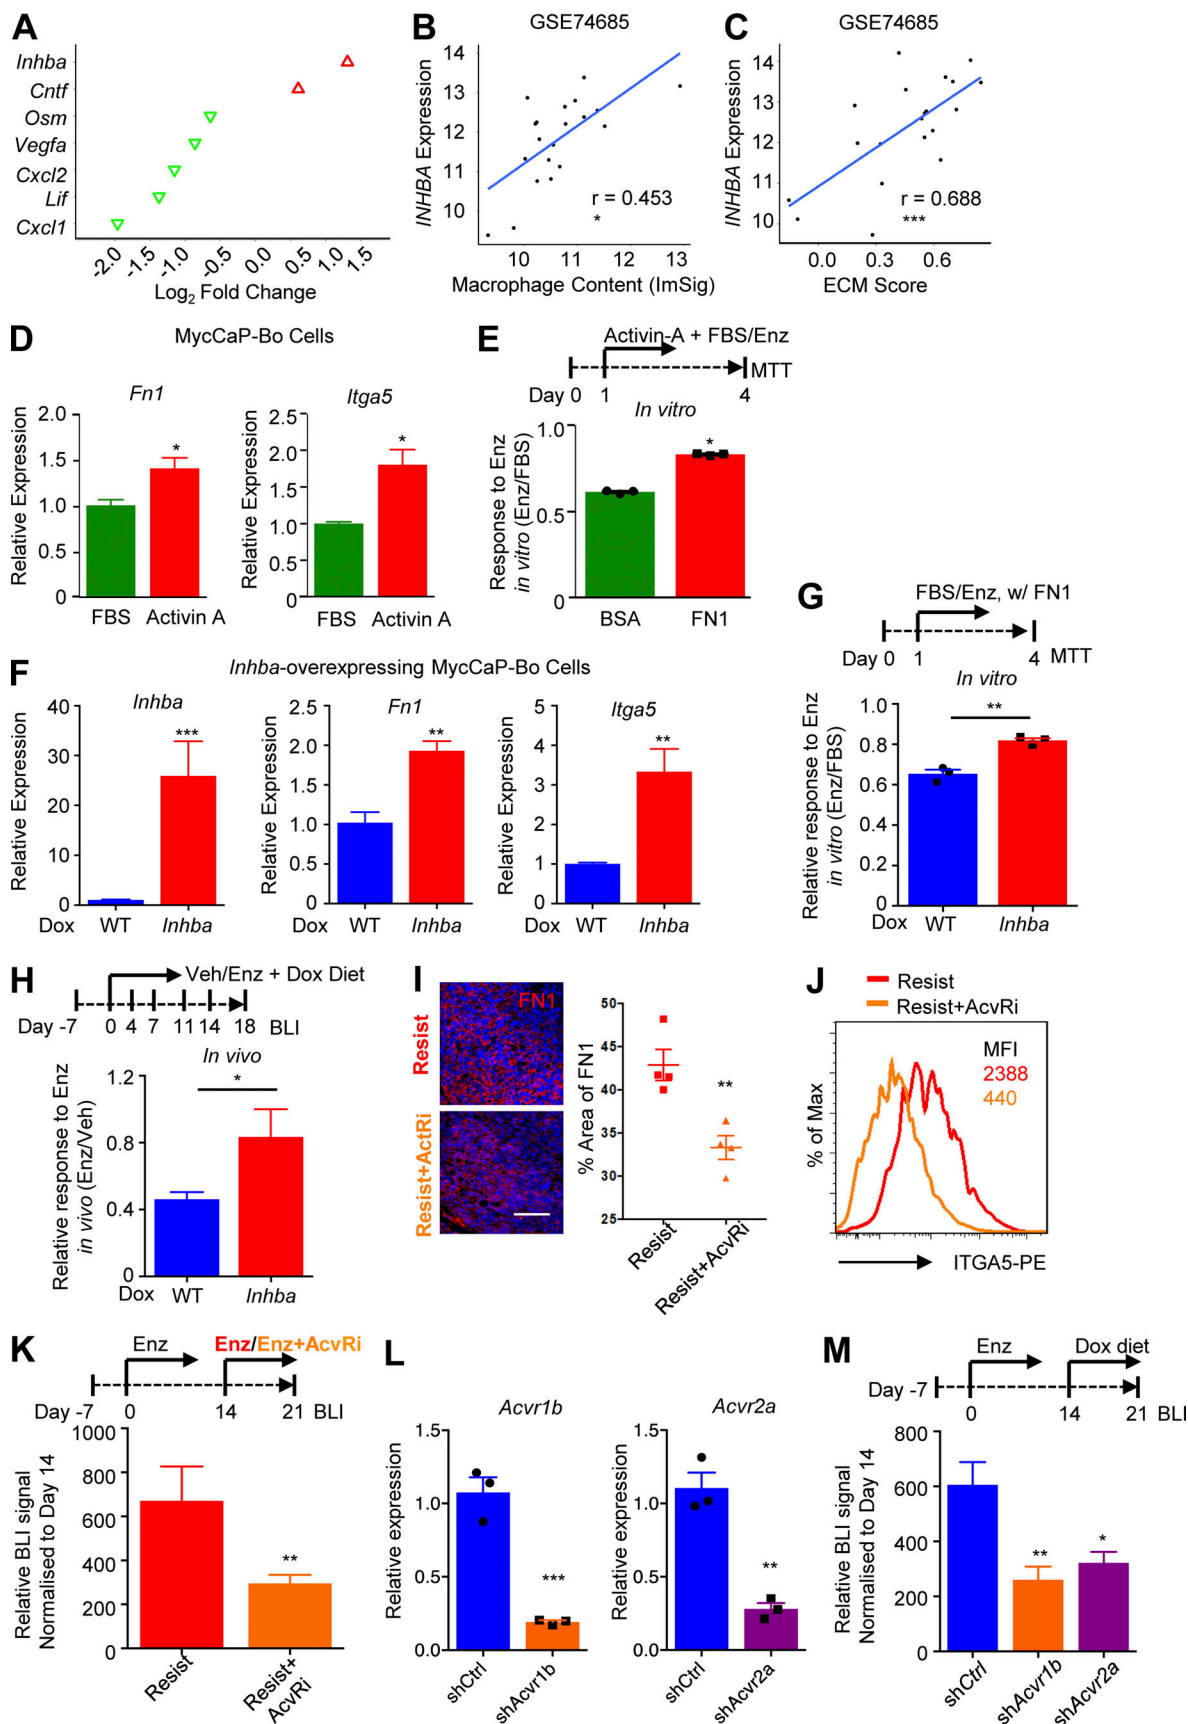 A
Inhba
Cntf
Osm
Vegfa
Cxcl2
Lif
Cxcl1
-2.0
-1.5
-1.0
-0.5
0.0
0.5
1.0
1.5
Log2 Fold Change
B
GSE74685
INHBA Expression
14
13
12
11
10
r = 0.453
*
10
11
12
13
Macrophage Content (ImSig)
C
GSE74685
INHBA Expression
14
13
12
11
10
r = 0.688
***
0.0
0.3
0.6
ECM Score
D
MycCaP-Bo Cells
Fn1
Relative Expression
2.0
1.5
1.0
0.5
0
*
FBS
Activin A
Itga5
Relative Expression
2.5
2.0
1.5
1.0
0.5
0
*
FBS
Activin A
E
Activin-A + FBS/Enz
MTT
Day 0
1
4
In vitro
Response to Enz
in vitro (Enz/FBS)
1.0
0.5
0
*
BSA
FN1
F
Inhba-overexpressing MycCaP-Bo Cells
Inhba
Relative Expression
40
30
20
10
0
***
Dox
WT
Inhba
Fn1
Relative Expression
2.5
2.0
1.5
1.0
0.5
0
**
WT
Inhba
Itga5
Relative Expression
5
4
3
2
1
0
**
WT
Inhba
G
FBS/Enz, w/ FN1
Day 0
1
4
MTT
In vitro
Relative response to Enz
in vitro (Enz/FBS)
1.0
0.8
0.6
0.4
0.2
0
**
Dox
WT
Inhba
H
Veh/Enz + Dox Diet
Day -7
0
4
7
11
14
18
BLI
In vivo
Relative response to Enz
in vivo (Enz/Veh)
1.2
0.8
0.4
0
*
Dox
WT
Inhba
I
FN1
Resist
Resist+ActRi
% Area of FN1
50
45
40
35
30
25
**
Resist
Resist+AcvRi
J
Resist
Resist+AcvRi
MFI
2388
440
% of Max
ITGA5-PE
K
Enz
Enz/Enz+AcvRi
Day -7
0
14
21
BLI
Relative BLI signal
Normalised to Day 14
1000
800
600
400
200
0
**
Resist
Resist+
AcvRi
L
Acvr1b
Relative expression
1.5
1.0
0.5
0.0
***
shCtrl
shAcvr1b
Acvr2a
Relative expression
1.5
1.0
0.5
0.0
**
shCtrl
shAcvr2a
M
Enz
Dox diet
Day -7
0
14
21
BLI
Relative BLI signal
Normalised to Day 14
800
600
400
200
0
**
*
shCtrl
shAcvr1b
shAcvr2a